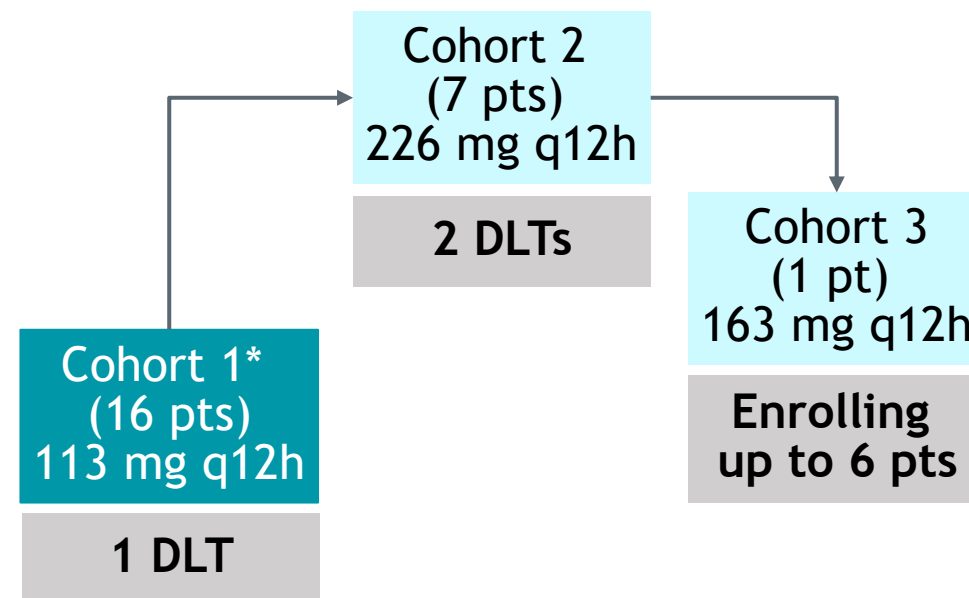 Cohort 2
(7 pts)
226 mg q12h
2 DLTs
Cohort 3
(1 pt)
163 mg q12h
Enrolling
up to 6 pts
Cohort 1*
(16 pts)
113 mg q12h
1 DLT